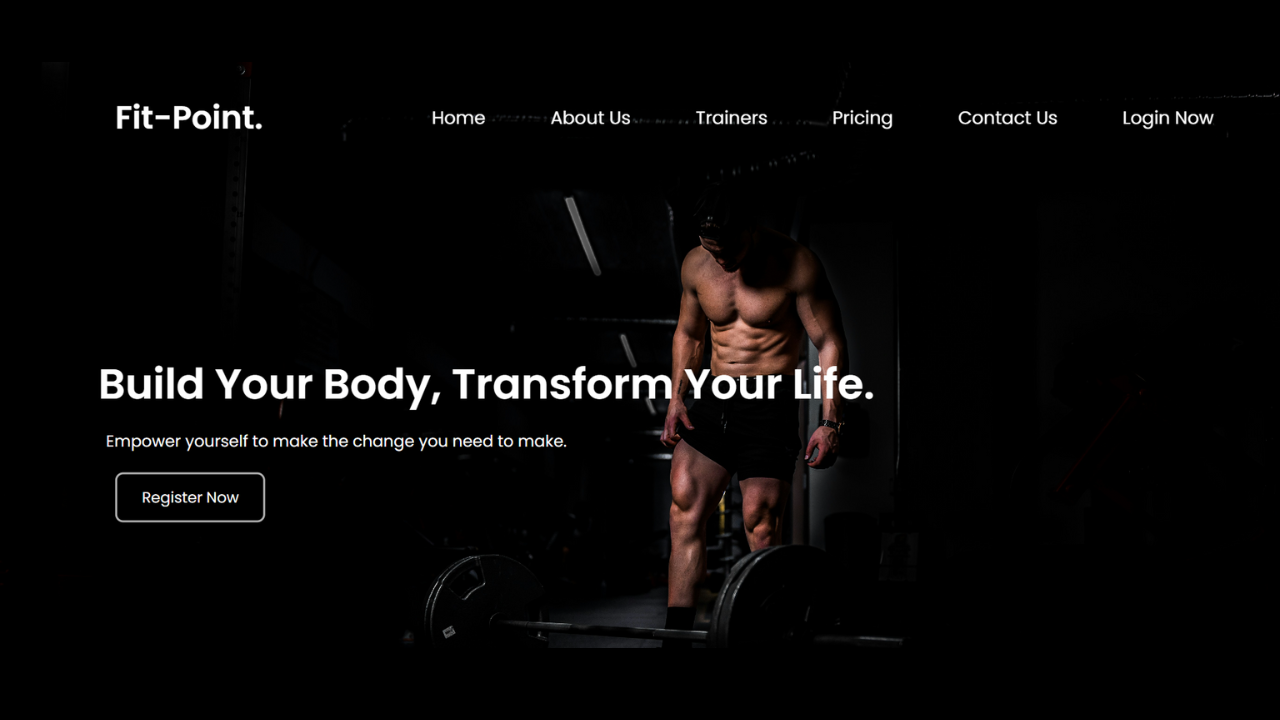 Fit-Point.
Home About Us Trainers Pricing Contact Us Login Now
Build Your Body, Transform Your Life.
Empower yourself to make the change you need to make.
Register Now